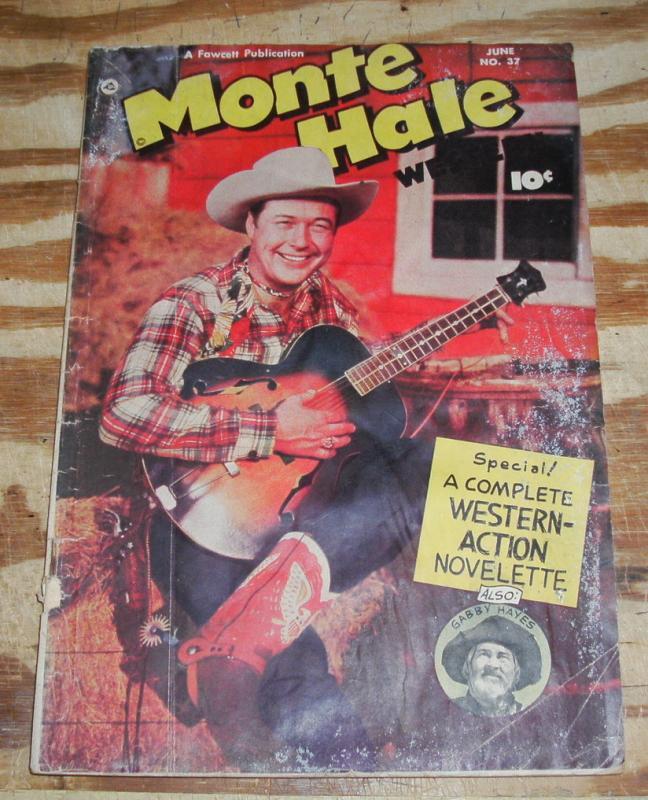 A Fawcett Publication
JUNE
NO. 37
Monte
Hale
10¢
Special!
A COMPLETE
WESTERN-
ACTION
NOVELETTE
ALSO:
GABBY HAYES